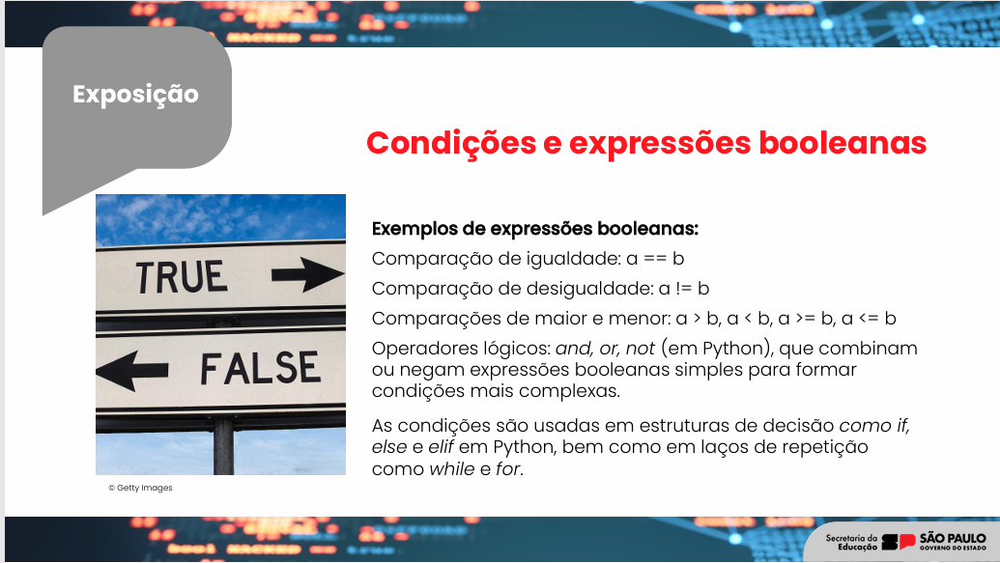 Exposição
Condições e expressões booleanas
TRUE
FALSE
© Getty Images
Exemplos de expressões booleanas:
Comparação de igualdade: a == b
Comparação de desigualdade: a != b
Comparações de maior e menor: a > b, a < b, a >= b, a <= b
Operadores lógicos: and, or, not (em Python), que combinam
ou negam expressões booleanas simples para formar
condições mais complexas.
As condições são usadas em estruturas de decisão como if,
else e elif em Python, bem como em laços de repetição
como while e for.
Secretaria da
Educação
SÃO PAULO
GOVERNO DO ESTADO